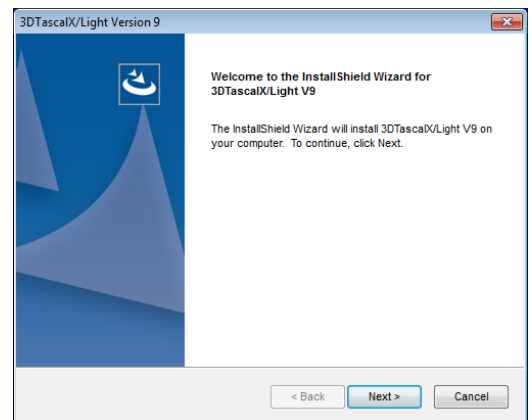 3DTascalX/Light Version 9
Welcome to the InstallShield Wizard for
3DTascalX/Light V9
The InstallShield Wizard will install 3DTascalX/Light V9 on
your computer. To continue, click Next.
< Back Next > Cancel